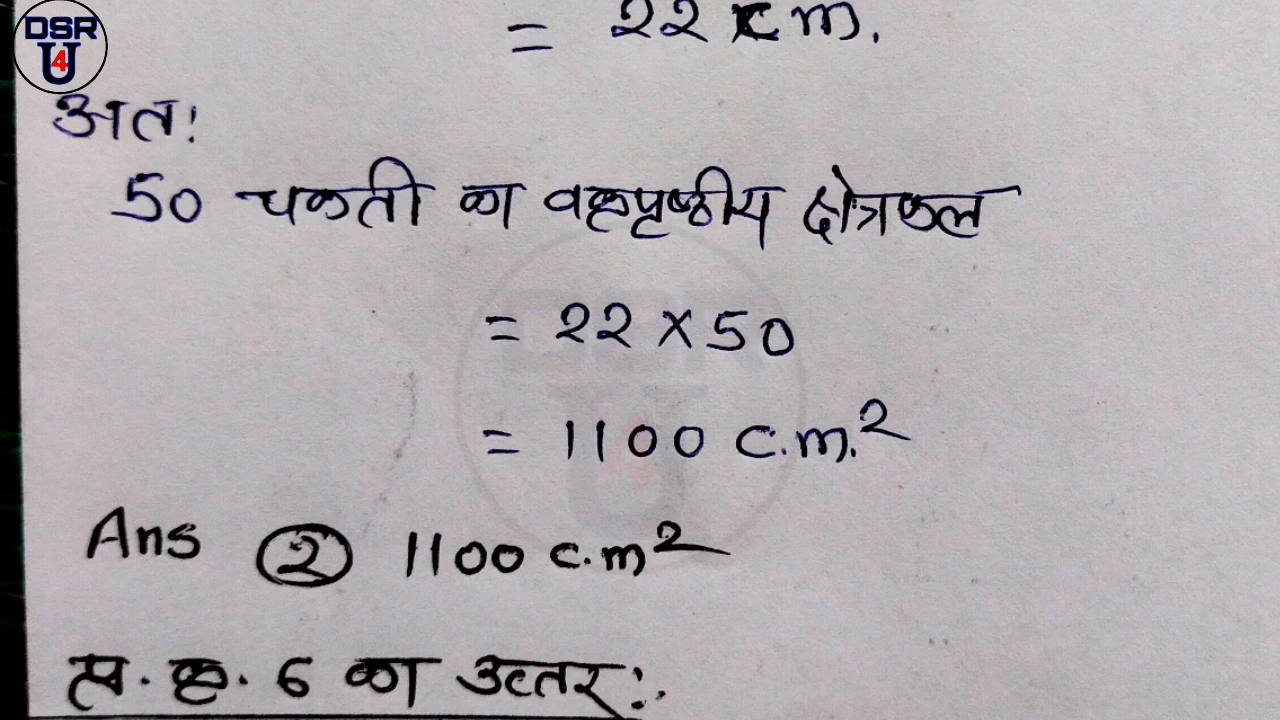 DSR
U
4
= 22 cm.
अतः
50 चकती का वक्रपृष्ठीय क्षेत्रफल
= 22 × 50
= 1100 c.m.²
Ans ② 1100 c.m²
प्र. क्र. 6 का उत्तर:.